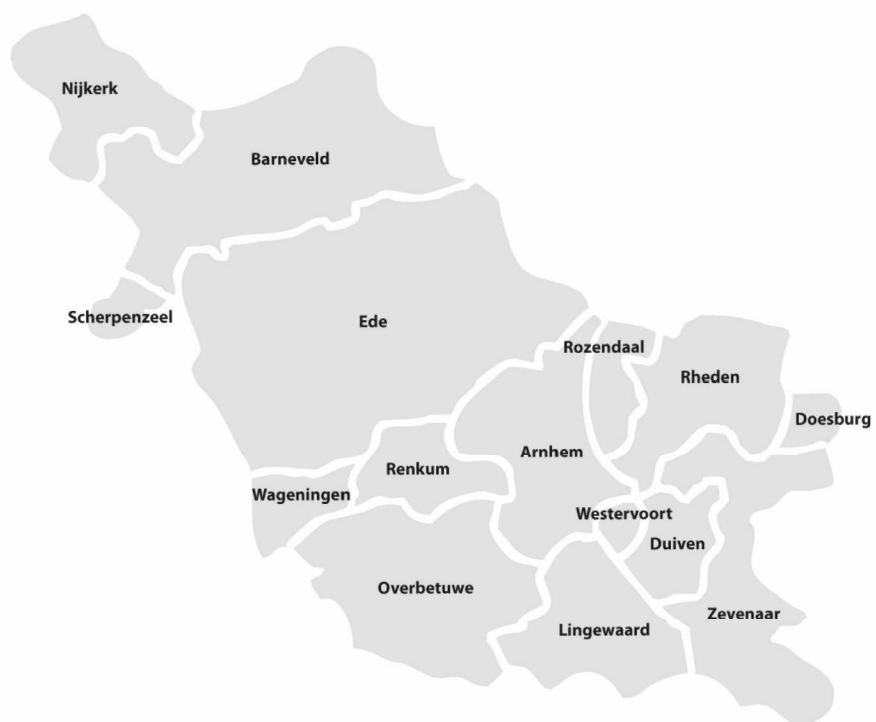 Nijkerk
Barneveld
Scherpenzeel
Ede
Rozendaal
Rheden
Doesburg
Arnhem
Renkum
Wageningen
Westervoort
Duiven
Overbetuwe
Zevenaar
Lingewaard